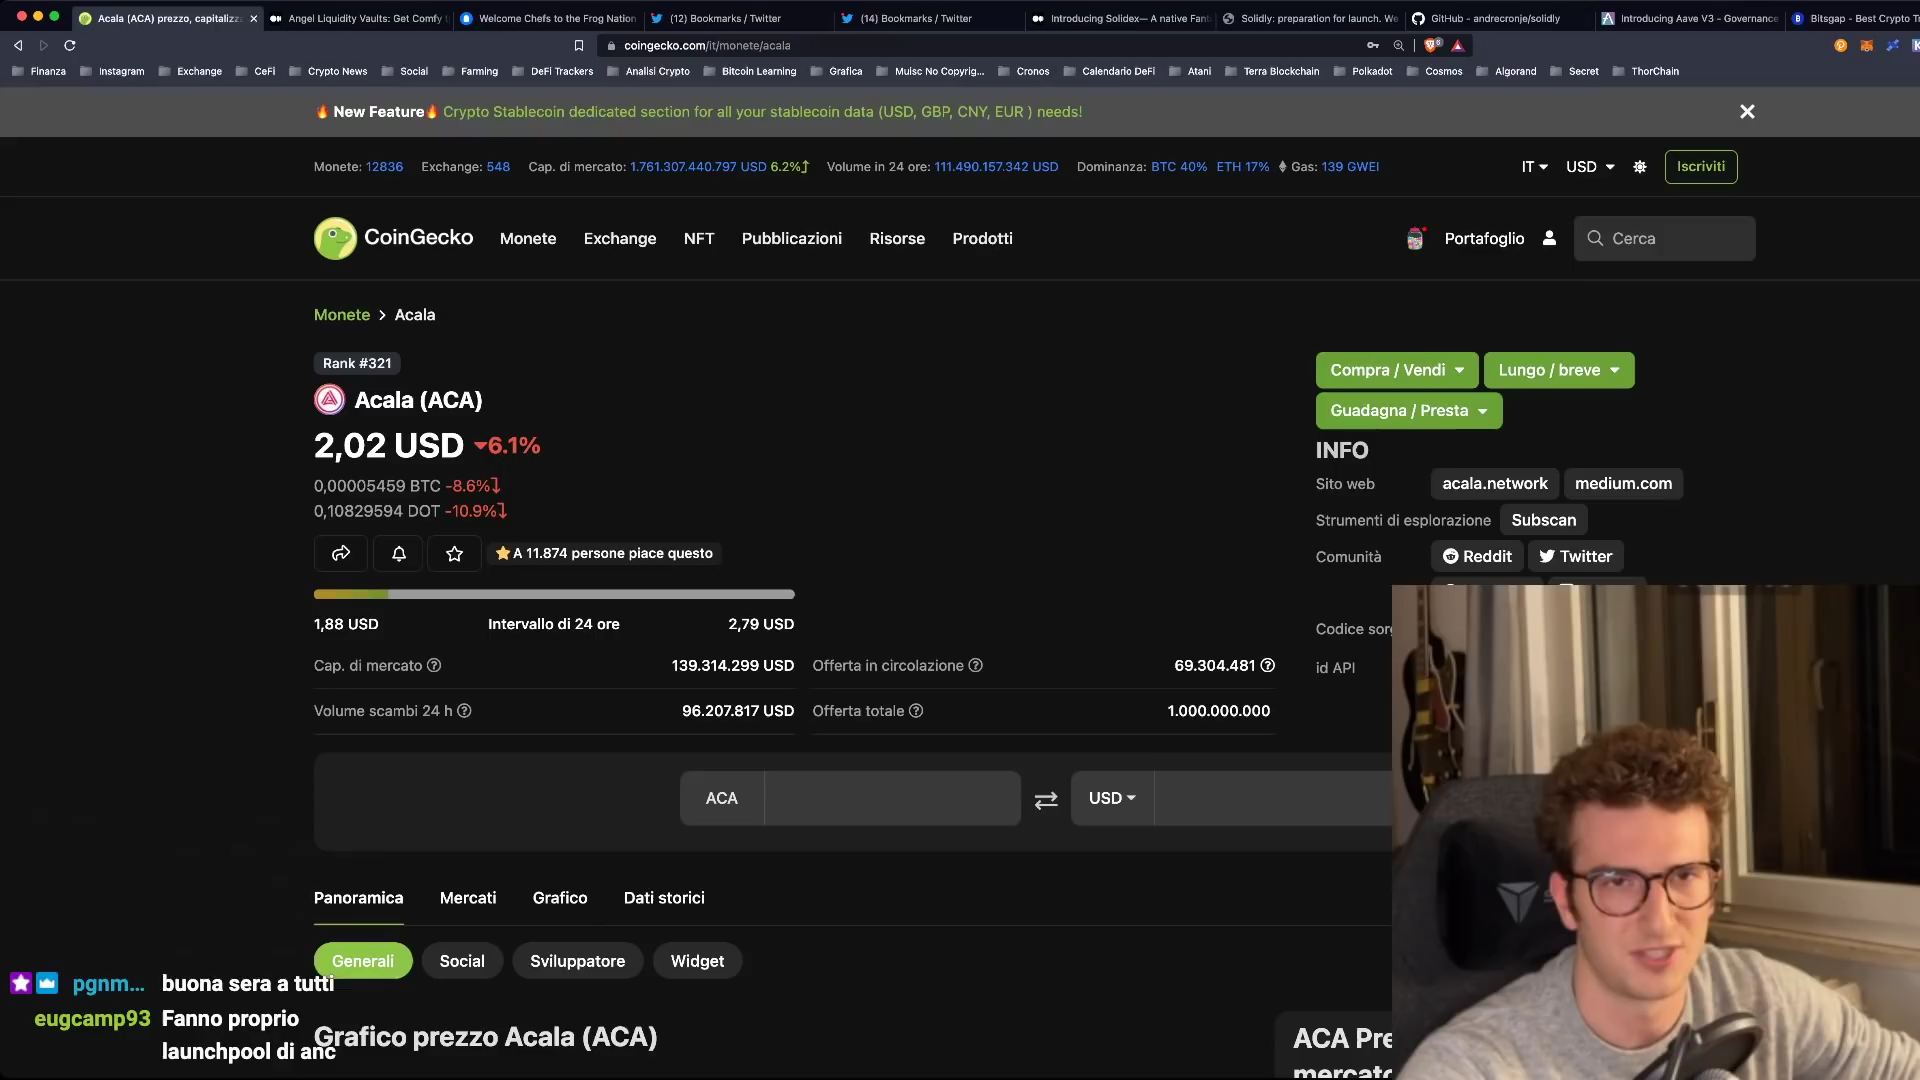 Acala (ACA) prezzo, capitalizz
Angel Liquidity Vaults: Get Comfy
Welcome Chefs to the Frog Nation
(12) Bookmarks / Twitter
(14) Bookmarks / Twitter
Introducing Solidex— A native Fan
Solidly: preparation for launch. We
GitHub - andrecronje/solidly
Introducing Aave V3 - Governance
Bitsgap - Best Crypto Tr
coingecko.com/it/monete/acala
Finanza
Instagram
Exchange
CeFi
Crypto News
Social
Farming
DeFi Trackers
Analisi Crypto
Bitcoin Learning
Grafica
Muisc No Copyrig...
Cronos
Calendario DeFi
Atani
Terra Blockchain
Polkadot
Cosmos
Algorand
Secret
ThorChain
New Feature Crypto Stablecoin dedicated section for all your stablecoin data (USD, GBP, CNY, EUR ) needs!
Monete: 12836 Exchange: 548 Cap. di mercato: 1.761.307.440.797 USD 6.2% Volume in 24 ore: 111.490.157.342 USD Dominanza: BTC 40% ETH 17% Gas: 139 GWEI
IT USD Iscriviti
CoinGecko Monete Exchange NFT Pubblicazioni Risorse Prodotti
Portafoglio Cerca
Monete > Acala
Rank #321
Acala (ACA)
2,02 USD 6.1%
0,00005459 BTC -8.6%
0,10829594 DOT -10.9%
A 11.874 persone piace questo
1,88 USD Intervallo di 24 ore 2,79 USD
Cap. di mercato 139.314.299 USD
Offerta in circolazione 69.304.481
Volume scambi 24 h 96.207.817 USD
Offerta totale 1.000.000.000
Compra / Vendi
Lungo / breve
Guadagna / Presta
INFO
Sito web acala.network medium.com
Strumenti di esplorazione Subscan
Comunità Reddit Twitter
Codice sor
id API
ACA USD
Panoramica Mercati Grafico Dati storici
Generali Social Sviluppatore Widget
pgnm... buona sera a tutti
eugcamp93 Fanno proprio
launchpool di anc
Grafico prezzo Acala (ACA)
ACA Pre
mercato